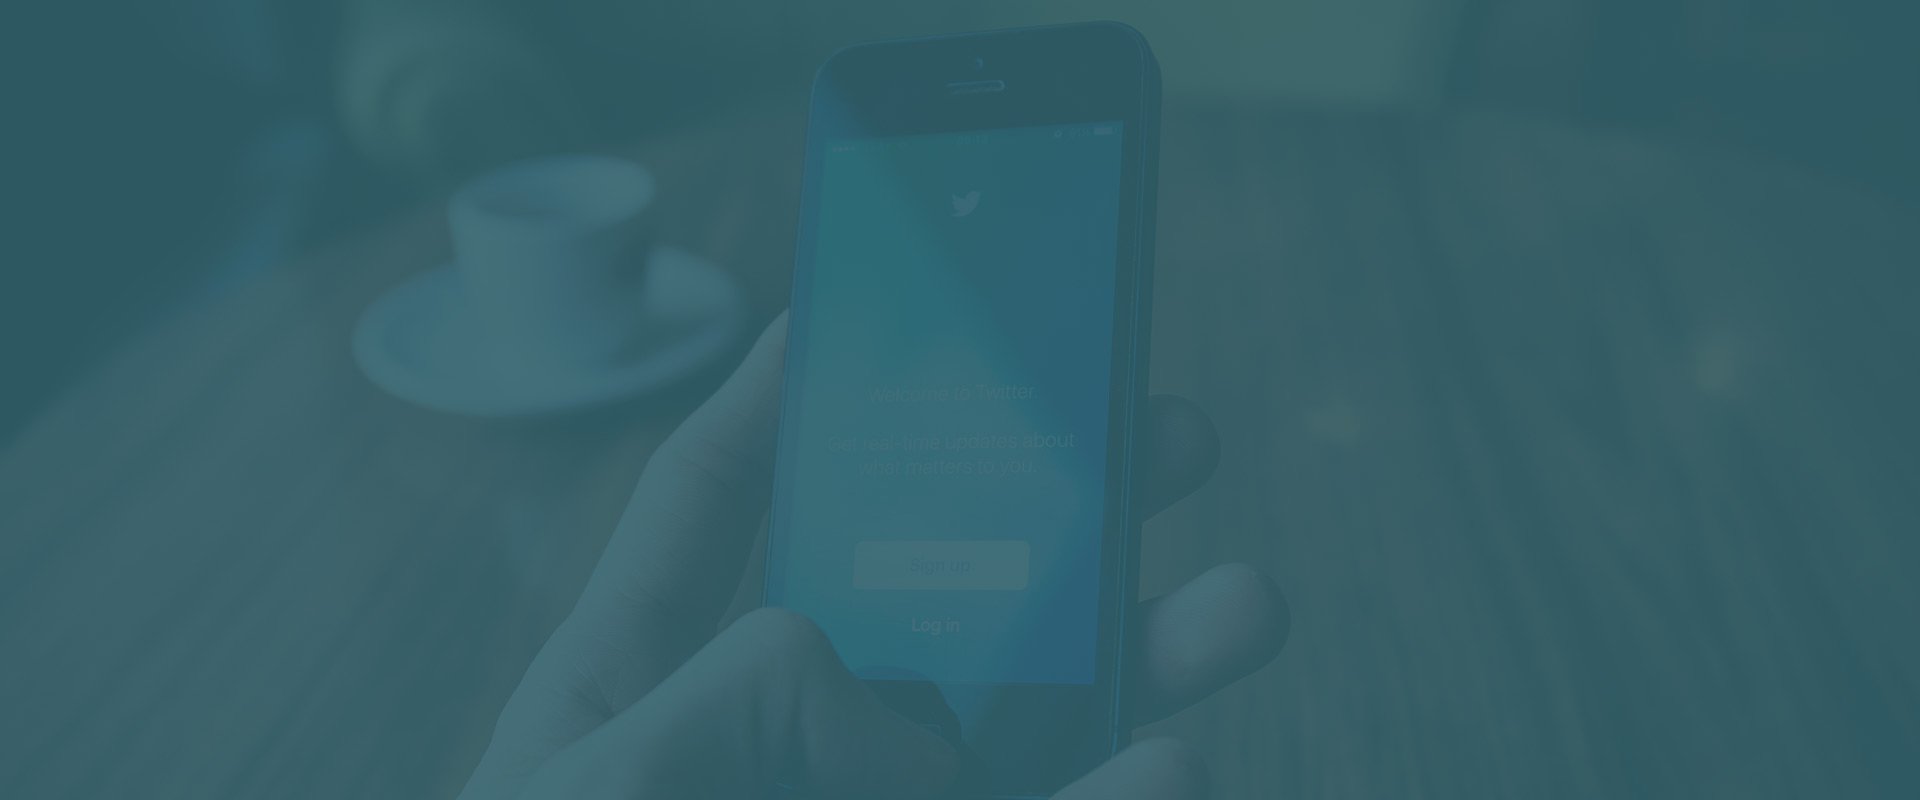 Welcome to Twitter.
Get real-time updates about
what matters to you.
Sign up
Log in